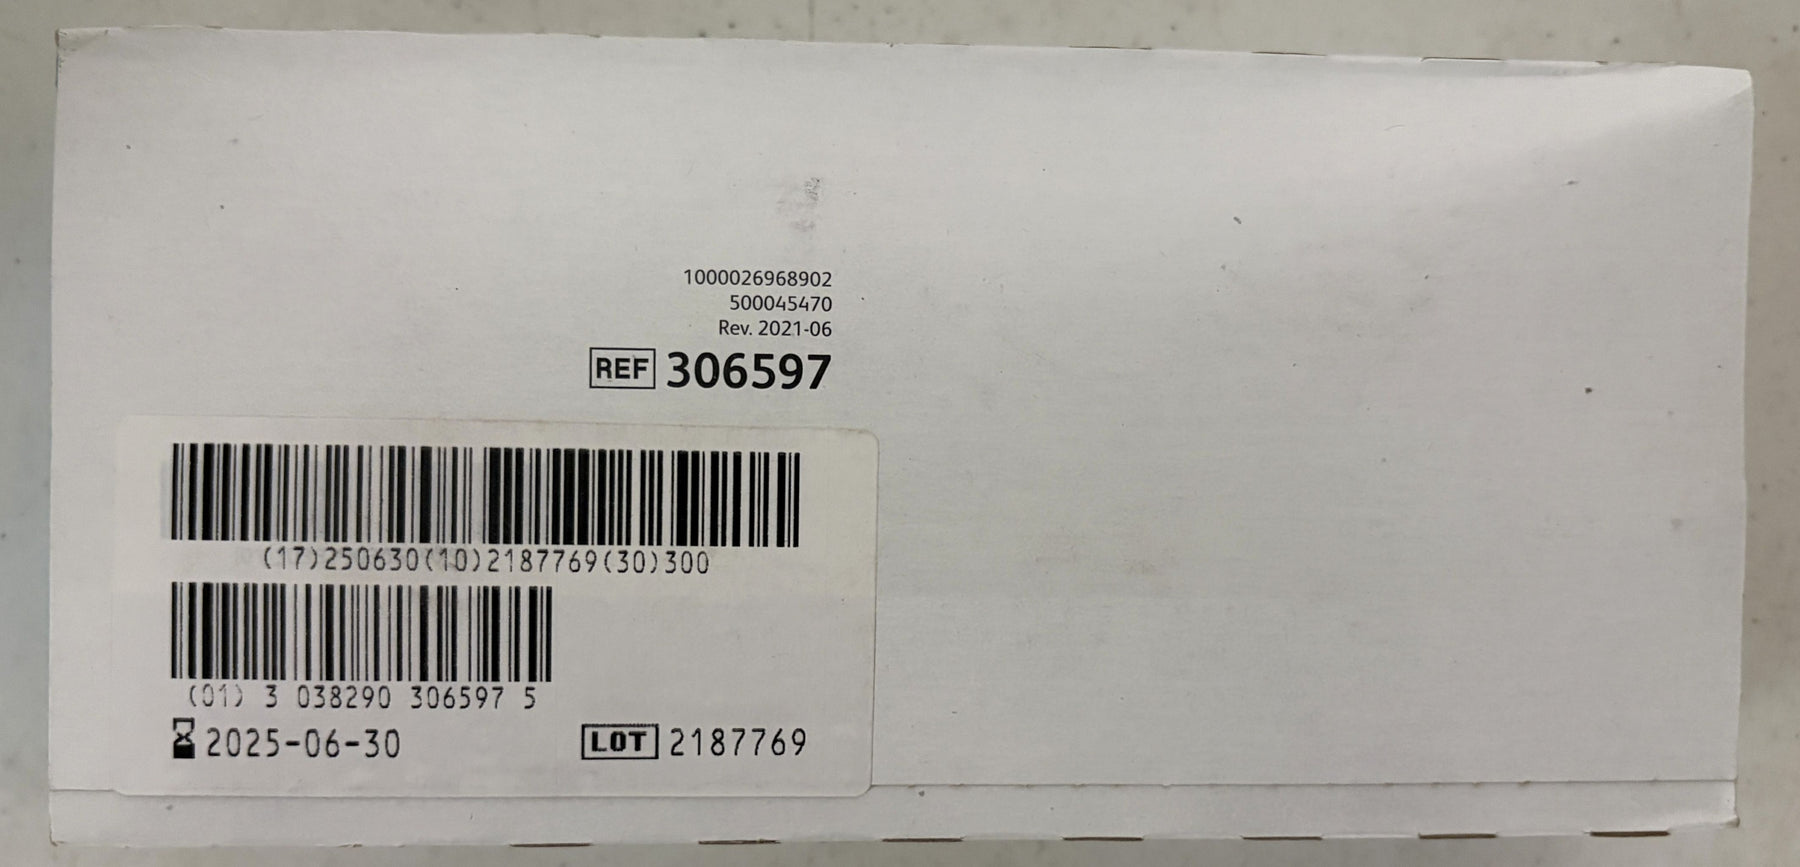 1000026968902
500045470
Rev. 2021-06
REF 306597
(17)250630(10)2187769(30)300
(01) 3 038290 306597 5
2025-06-30 LOT 2187769